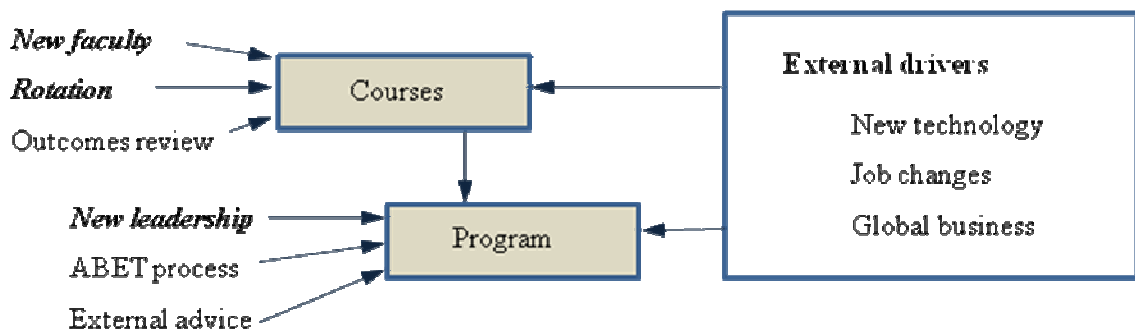 New faculty
Rotation
Outcomes review
Courses
New leadership
ABET process
External advice
Program
External drivers
New technology
Job changes
Global business